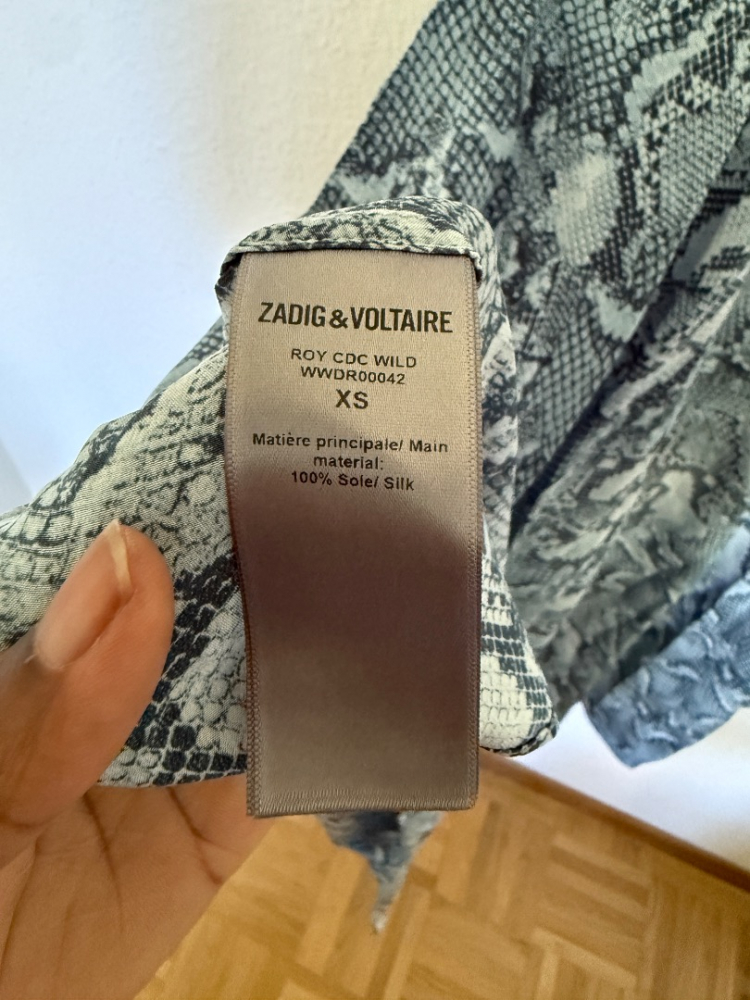 ZADIG&VOLTAIRE
ROY CDC WILD
WWDR00042
XS
Matière principale/ Main
material:
100% Soie/ Silk